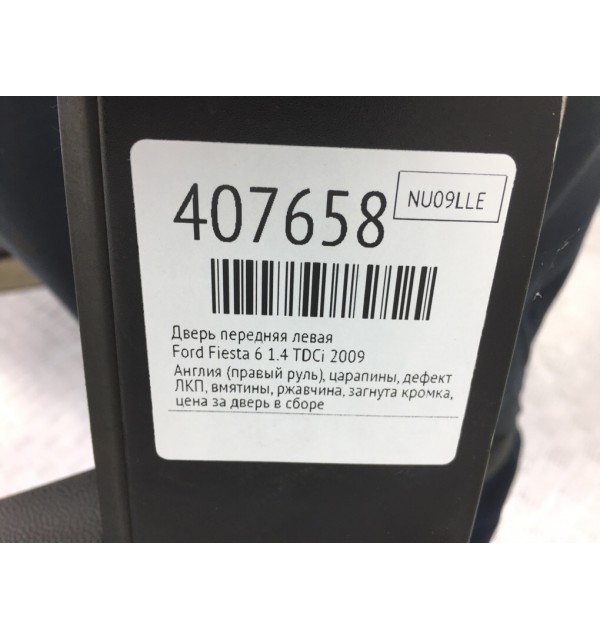 407658
NU09LLE
Дверь передняя левая
Ford Fiesta 6 1.4 TDCi 2009
Англия (правый руль), царапины, дефект
ЛКП, вмятины, ржавчина, загнута кромка,
цена за дверь в сборе